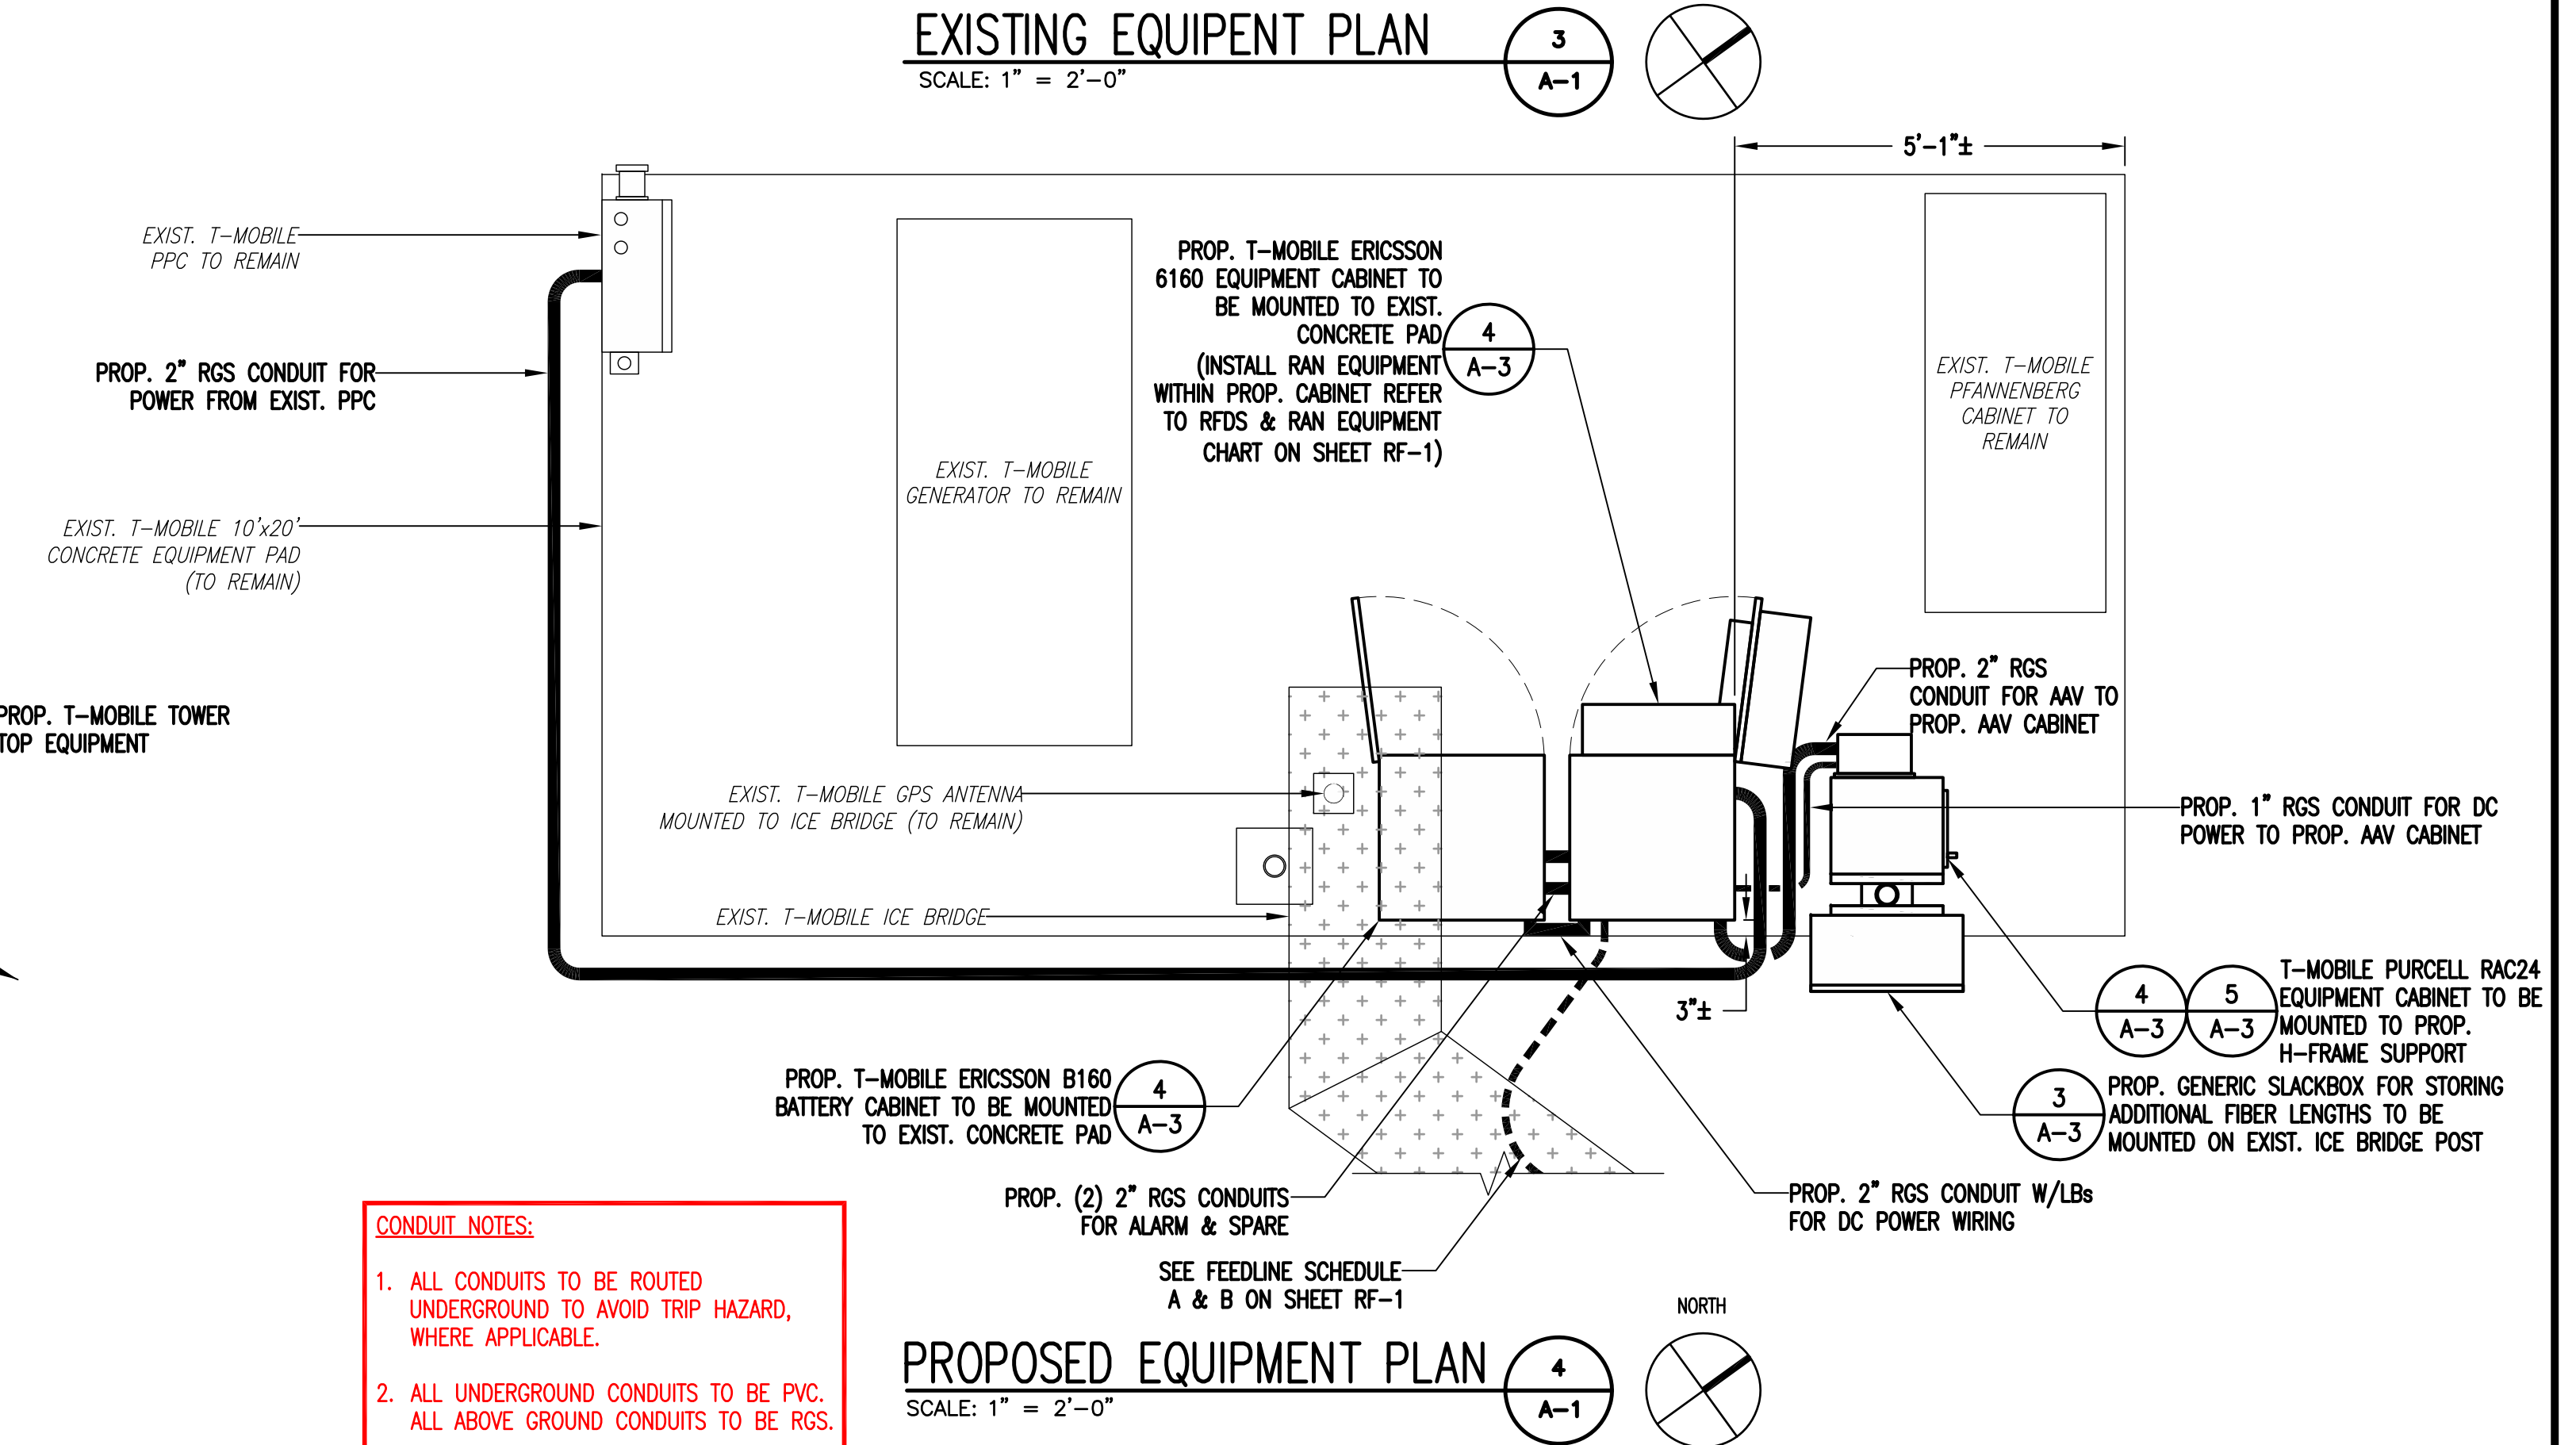 EXISTING EQUIPENT PLAN
SCALE: 1" = 2'-0"
3
A-1
5'-1"±
EXIST. T-MOBILE
PPC TO REMAIN
PROP. 2" RGS CONDUIT FOR
POWER FROM EXIST. PPC
EXIST. T-MOBILE 10'x20'
CONCRETE EQUIPMENT PAD
(TO REMAIN)
PROP. T-MOBILE TOWER
TOP EQUIPMENT
EXIST. T-MOBILE
GENERATOR TO REMAIN
PROP. T-MOBILE ERICSSON
6160 EQUIPMENT CABINET TO
BE MOUNTED TO EXIST.
CONCRETE PAD
(INSTALL RAN EQUIPMENT
WITHIN PROP. CABINET REFER
TO RFDS & RAN EQUIPMENT
CHART ON SHEET RF-1)
4
A-3
EXIST. T-MOBILE
PFANNENBERG
CABINET TO
REMAIN
PROP. 2" RGS
CONDUIT FOR AAV TO
PROP. AAV CABINET
EXIST. T-MOBILE GPS ANTENNA
MOUNTED TO ICE BRIDGE (TO REMAIN)
EXIST. T-MOBILE ICE BRIDGE
PROP. 1" RGS CONDUIT FOR DC
POWER TO PROP. AAV CABINET
3"±
4
A-3
5
A-3
T-MOBILE PURCELL RAC24
EQUIPMENT CABINET TO BE
MOUNTED TO PROP.
H-FRAME SUPPORT
PROP. T-MOBILE ERICSSON B160
BATTERY CABINET TO BE MOUNTED
TO EXIST. CONCRETE PAD
4
A-3
3
A-3
PROP. GENERIC SLACKBOX FOR STORING
ADDITIONAL FIBER LENGTHS TO BE
MOUNTED ON EXIST. ICE BRIDGE POST
PROP. (2) 2" RGS CONDUITS
FOR ALARM & SPARE
PROP. 2" RGS CONDUIT W/LBs
FOR DC POWER WIRING
SEE FEEDLINE SCHEDULE
A & B ON SHEET RF-1
CONDUIT NOTES:
1. ALL CONDUITS TO BE ROUTED
UNDERGROUND TO AVOID TRIP HAZARD,
WHERE APPLICABLE.
2. ALL UNDERGROUND CONDUITS TO BE PVC.
ALL ABOVE GROUND CONDUITS TO BE RGS.
NORTH
PROPOSED EQUIPMENT PLAN
SCALE: 1" = 2'-0"
4
A-1